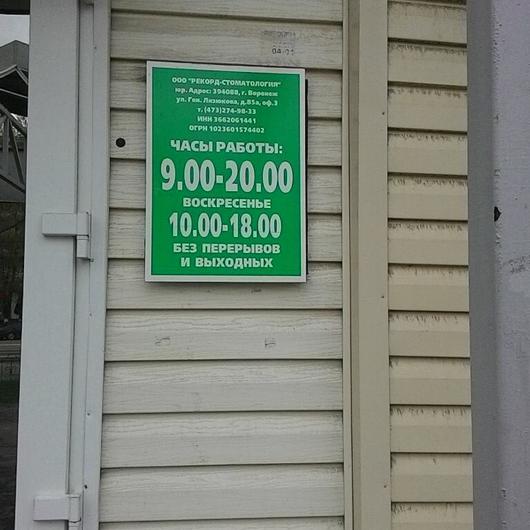 ООО "РЕКОРД-СТОМАТОЛОГИЯ"
юр. Адрес: 394088, г. Воронеж
ул. Ген. Лизюкова, д.85а, оф.3
т. (473)274-98-33
ИНН 3662061441
ОГРН 1023601574402
ЧАСЫ РАБОТЫ:
9.00-20.00
ВОСКРЕСЕНЬЕ
10.00-18.00
БЕЗ ПЕРЕРЫВОВ
И ВЫХОДНЫХ